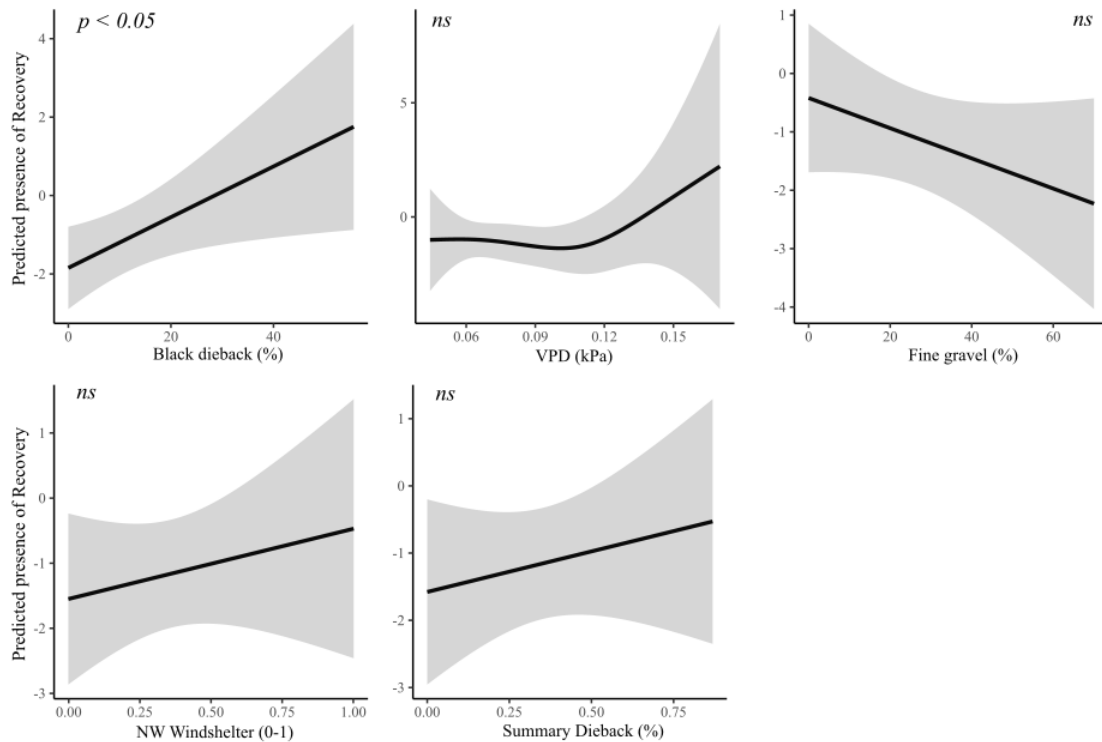 p < 0.05
ns
ns
Predicted presence of Recovery
4
2
0
-2
5
0
1
0
-1
-2
-3
-4
0 20 40
0.06 0.09 0.12 0.15
0 20 40 60
Black dieback (%)
VPD (kPa)
Fine gravel (%)
ns
ns
Predicted presence of Recovery
1
0
-1
-2
-3
1
0
-1
-2
-3
0.00 0.25 0.50 0.75 1.00
0.00 0.25 0.50 0.75
NW Windshelter (0-1)
Summary Dieback (%)